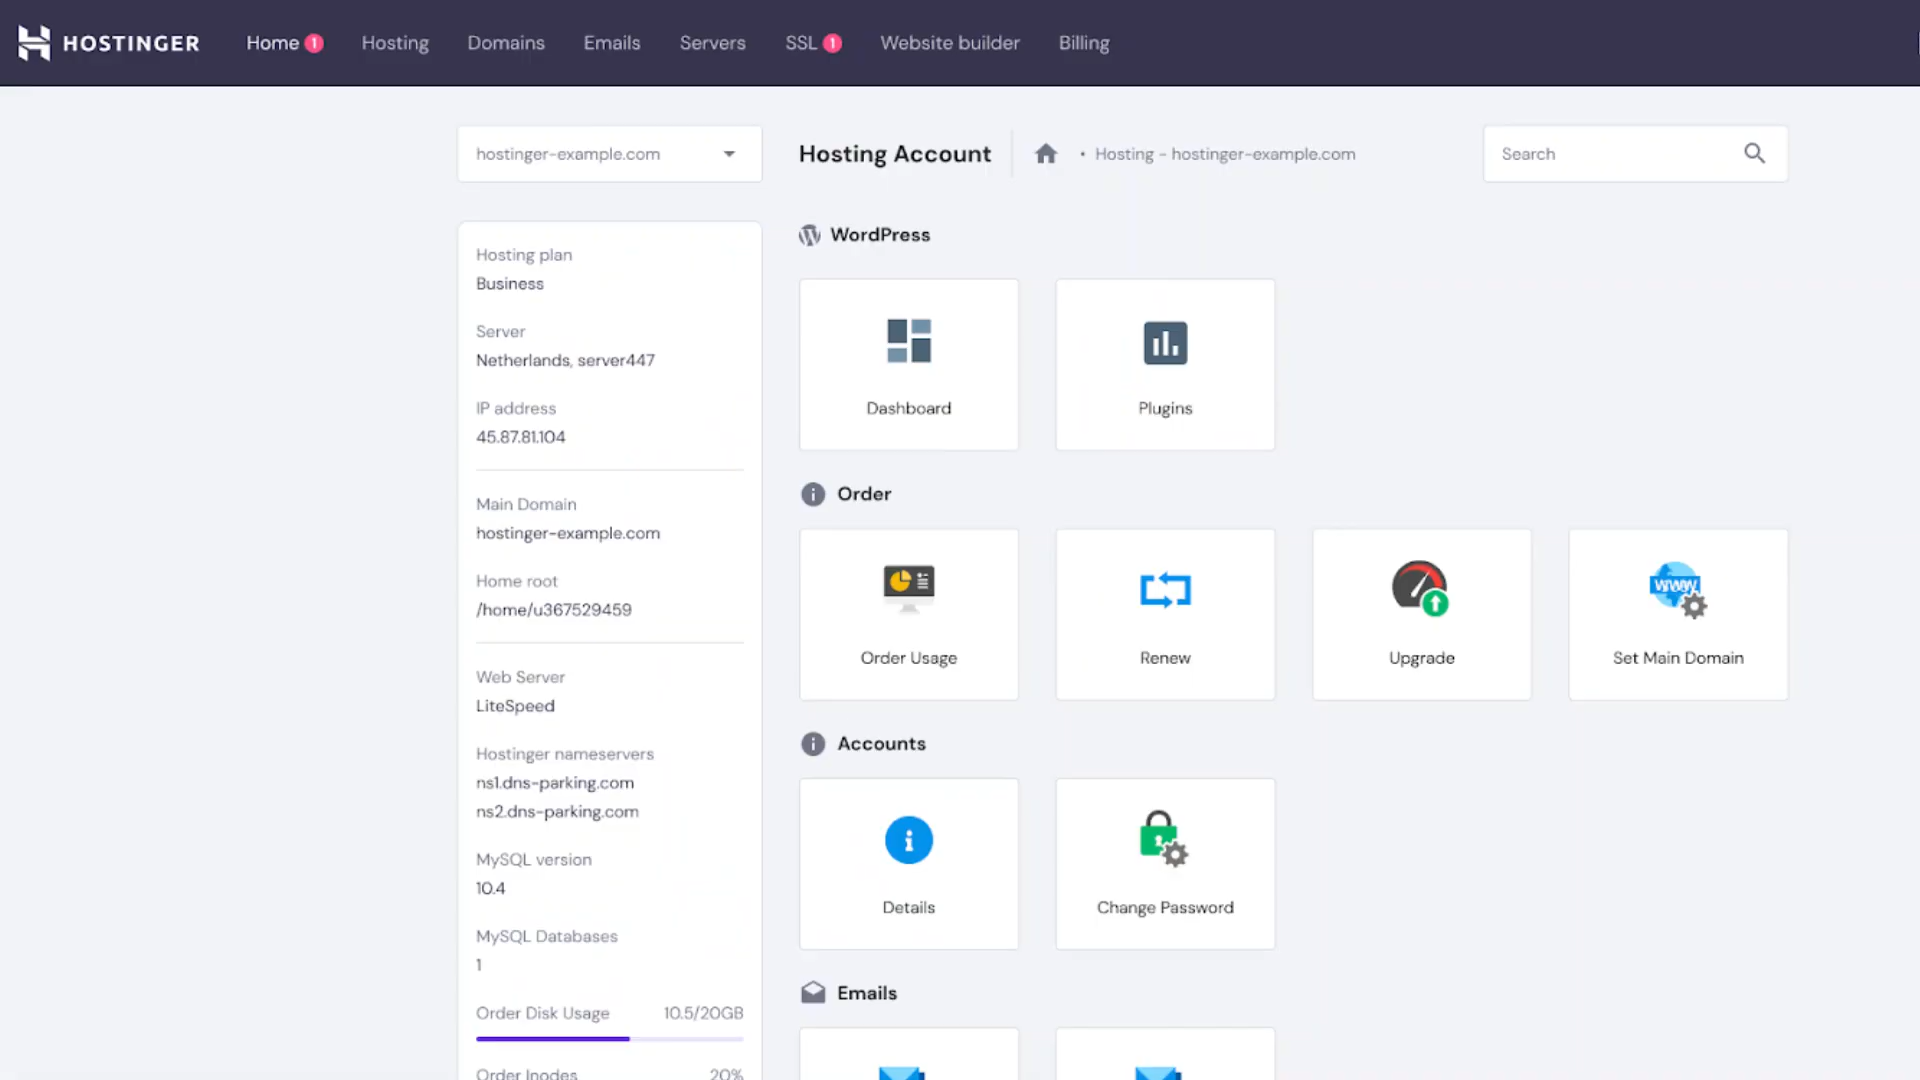 HOSTINGER
Home 1
Hosting
Domains
Emails
Servers
SSL 1
Website builder
Billing
hostinger-example.com
Hosting Account
• Hosting - hostinger-example.com
Search
Hosting plan
Business
Server
Netherlands, server447
IP address
45.87.81.104
Main Domain
hostinger-example.com
Home root
/home/u367529459
Web Server
LiteSpeed
Hostinger nameservers
ns1.dns-parking.com
ns2.dns-parking.com
MySQL version
10.4
MySQL Databases
1
Order Disk Usage 10.5/20GB
Order Inodes 20%
WordPress
Dashboard
Plugins
Order
Order Usage
Renew
Upgrade
www
Set Main Domain
Accounts
Details
Change Password
Emails